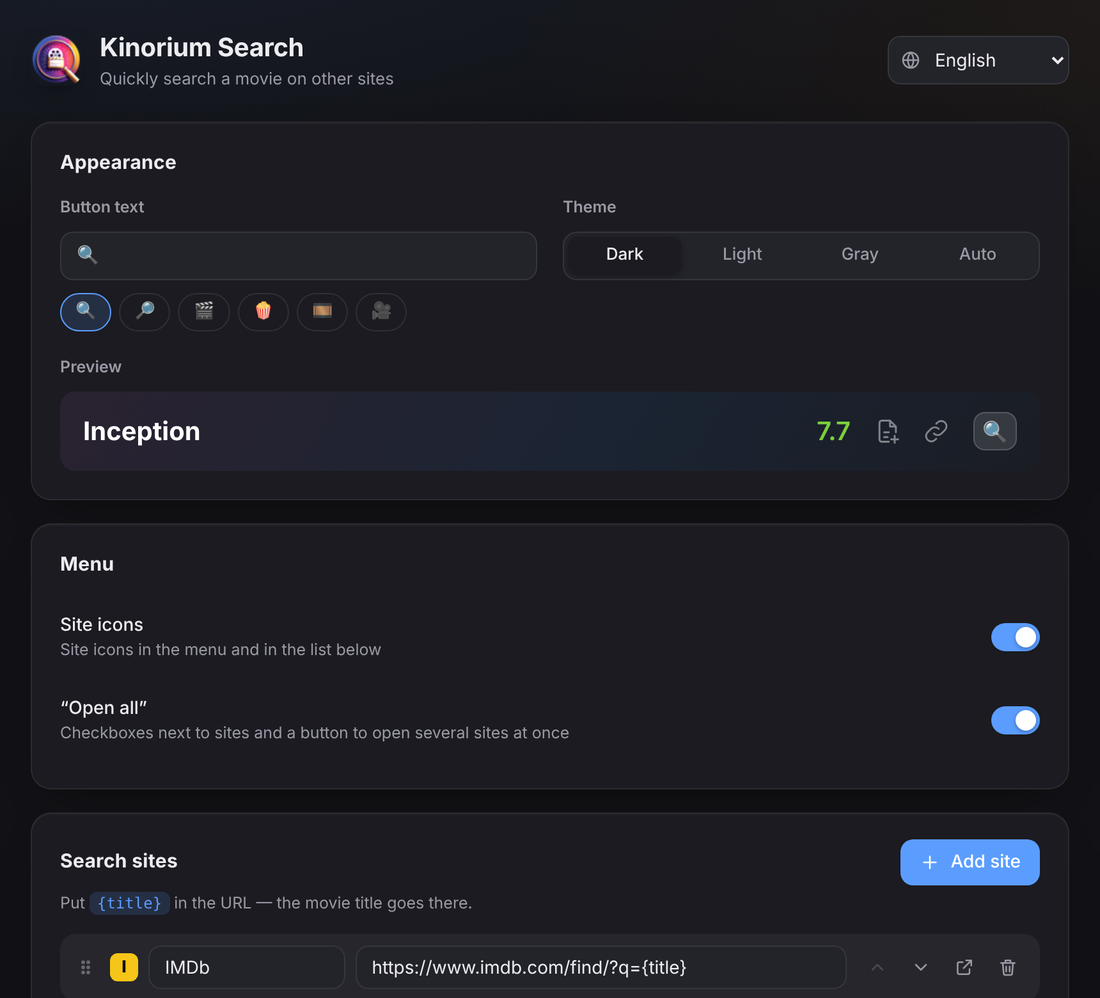 Kinorium Search
Quickly search a movie on other sites
English
Appearance
Button text
Theme
Dark
Light
Gray
Auto
Preview
Inception
7.7
Menu
Site icons
Site icons in the menu and in the list below
“Open all”
Checkboxes next to sites and a button to open several sites at once
Search sites
Add site
Put {title} in the URL — the movie title goes there.
I
IMDb
https://www.imdb.com/find/?q={title}